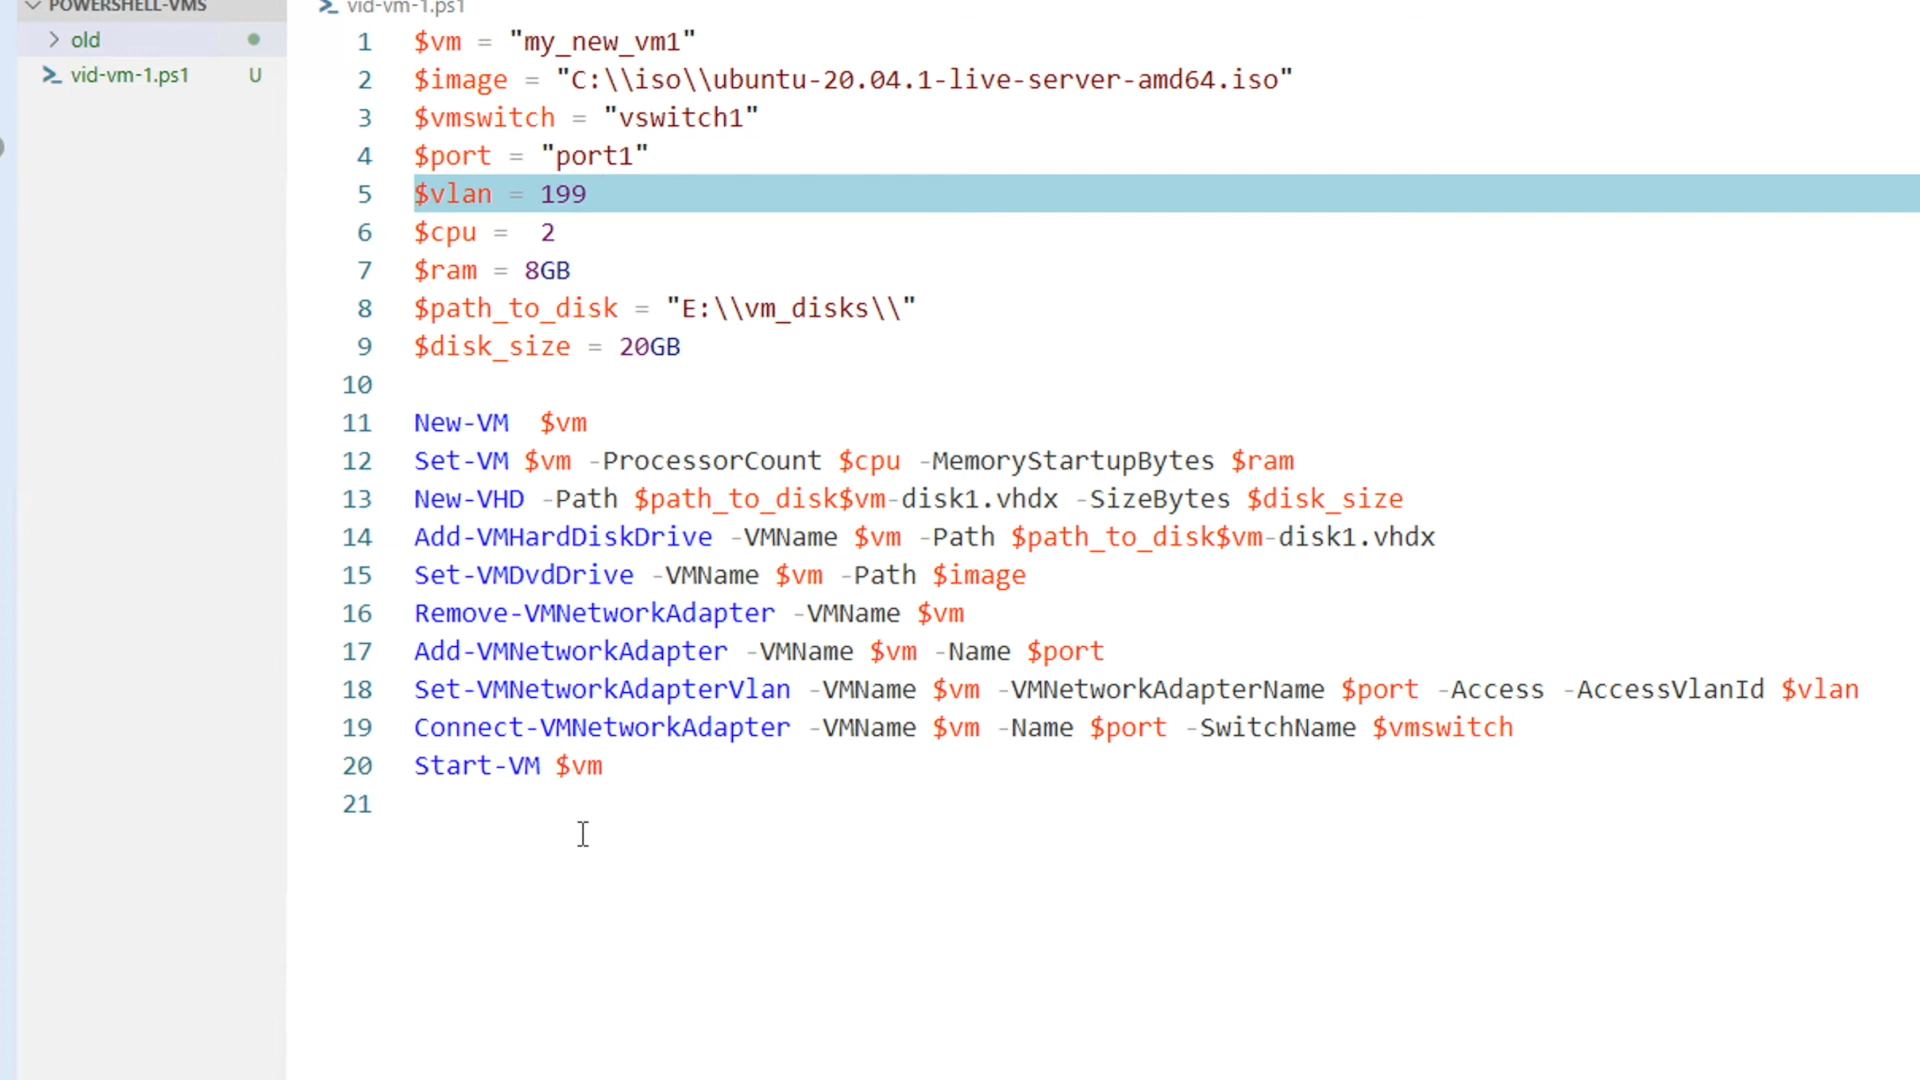 POWERSHELL-VMS
old
vid-vm-1.ps1 U
vid-vm-1.ps1
1 $vm = "my_new_vm1"
2 $image = "C:\\iso\\ubuntu-20.04.1-live-server-amd64.iso"
3 $vmswitch = "vswitch1"
4 $port = "port1"
5 $vlan = 199
6 $cpu =  2
7 $ram = 8GB
8 $path_to_disk = "E:\\vm_disks\\"
9 $disk_size = 20GB
10
11 New-VM  $vm
12 Set-VM $vm -ProcessorCount $cpu -MemoryStartupBytes $ram
13 New-VHD -Path $path_to_disk$vm-disk1.vhdx -SizeBytes $disk_size
14 Add-VMHardDiskDrive -VMName $vm -Path $path_to_disk$vm-disk1.vhdx
15 Set-VMDvdDrive -VMName $vm -Path $image
16 Remove-VMNetworkAdapter -VMName $vm
17 Add-VMNetworkAdapter -VMName $vm -Name $port
18 Set-VMNetworkAdapterVlan -VMName $vm -VMNetworkAdapterName $port -Access -AccessVlanId $vlan
19 Connect-VMNetworkAdapter -VMName $vm -Name $port -SwitchName $vmswitch
20 Start-VM $vm
21